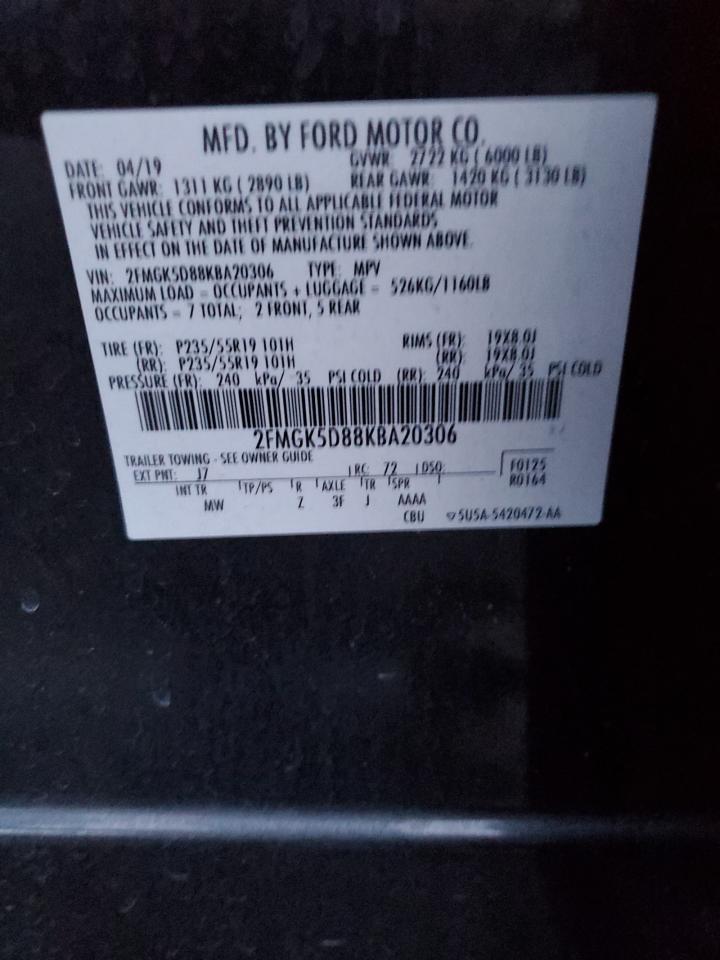 MFD. BY FORD MOTOR CO.
DATE: 04/19 GVWR: 2722 KG ( 6000 LB)
FRONT GAWR: 1311 KG ( 2890 LB) REAR GAWR: 1420 KG ( 3130 LB)
THIS VEHICLE CONFORMS TO ALL APPLICABLE FEDERAL MOTOR
VEHICLE SAFETY AND THEFT PREVENTION STANDARDS
IN EFFECT ON THE DATE OF MANUFACTURE SHOWN ABOVE.
VIN: 2FMGK5D88KBA20306 TYPE: MPV
MAXIMUM LOAD = OCCUPANTS + LUGGAGE = 526KG/1160LB
OCCUPANTS = 7 TOTAL; 2 FRONT, 5 REAR
TIRE (FR): P235/55R19 101H RIMS (FR): 19X8.0J
(RR): P235/55R19 101H (RR): 19X8.0J
PRESSURE (FR): 240 kPa/ 35 PSI COLD (RR): 240 kPa/ 35 PSI COLD
2FMGK5D88KBA20306
TRAILER TOWING - SEE OWNER GUIDE
EXT PNT: J7 RC: 72 DSO: F0125
R0164
INT TR TP/PS R AXLE TR SPR
MW Z 3F J AAAA
CBU 5U5A-5420472-AA